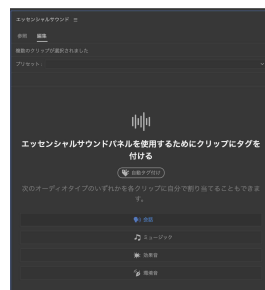 エッセンシャルサウンド
参照 編集
複数のクリップが選択されました
プリセット：
エッセンシャルサウンドパネルを使用するためにクリップにタグを
付ける
自動タグ付け
次のオーディオタイプのいずれかを各クリップに自分で割り当てることもできま
す。
会話
ミュージック
効果音
環境音